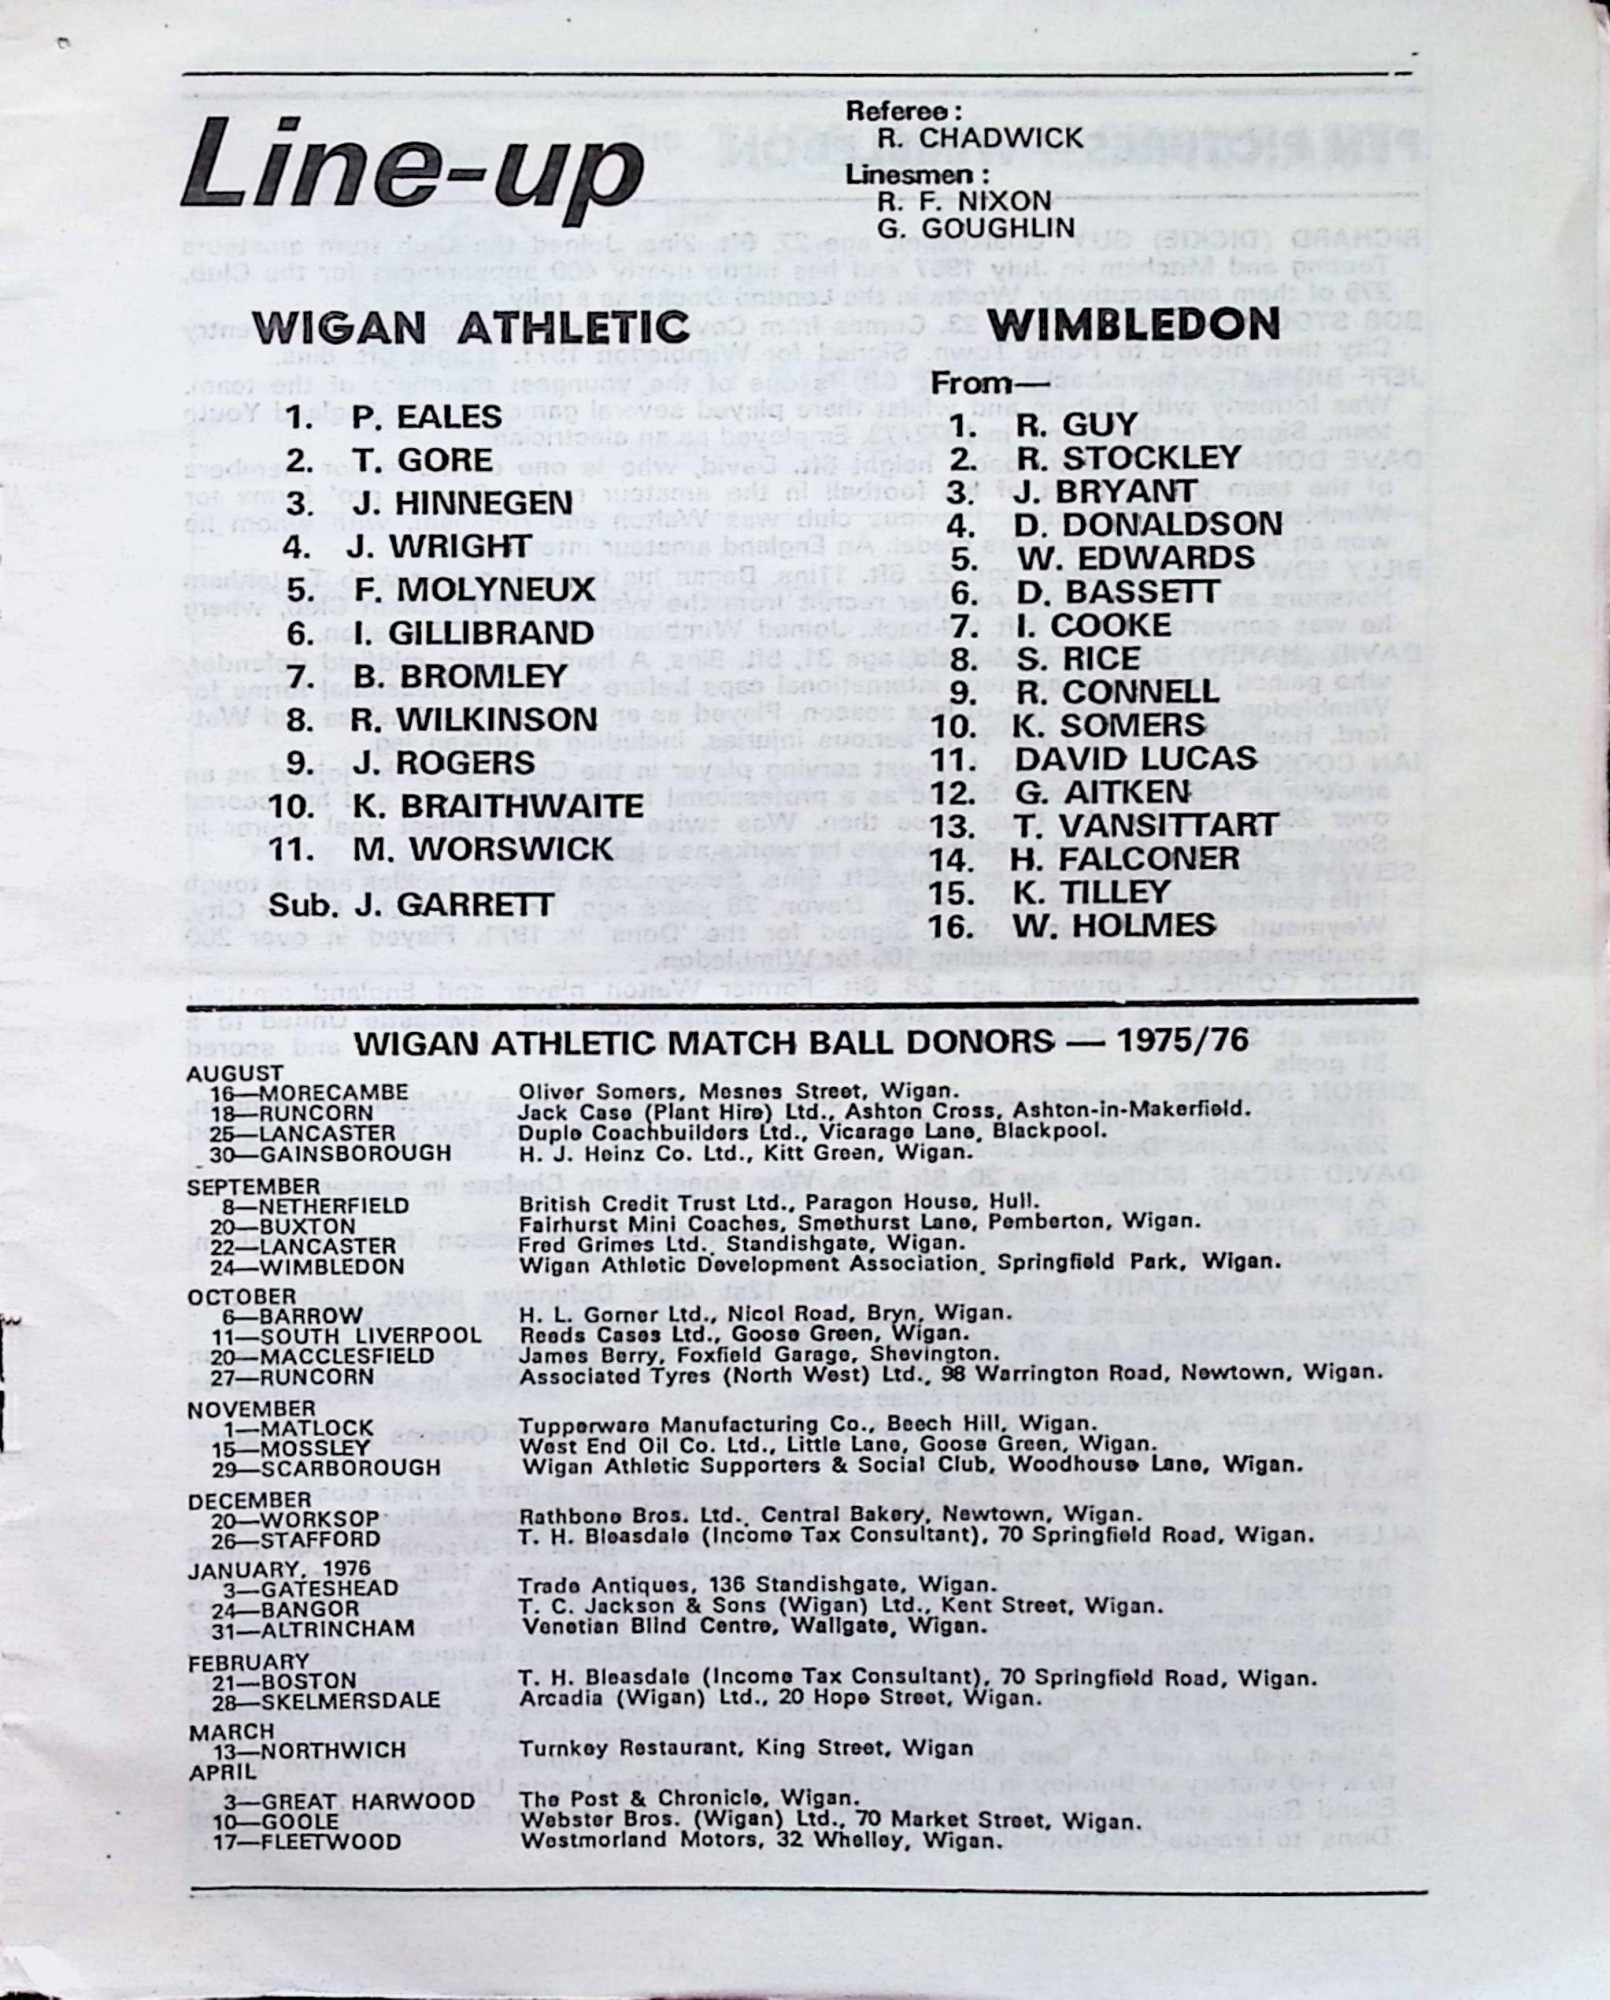 Line-up
Referee :
R. CHADWICK
Linesmen :
R. F. NIXON
G. GOUGHLIN
WIGAN ATHLETIC
1. P. EALES
2. T. GORE
3. J. HINNEGEN
4. J. WRIGHT
5. F. MOLYNEUX
6. I. GILLIBRAND
7. B. BROMLEY
8. R. WILKINSON
9. J. ROGERS
10. K. BRAITHWAITE
11. M. WORSWICK
Sub. J. GARRETT
WIMBLEDON
From—
1. R. GUY
2. R. STOCKLEY
3. J. BRYANT
4. D. DONALDSON
5. W. EDWARDS
6. D. BASSETT
7. I. COOKE
8. S. RICE
9. R. CONNELL
10. K. SOMERS
11. DAVID LUCAS
12. G. AITKEN
13. T. VANSITTART
14. H. FALCONER
15. K. TILLEY
16. W. HOLMES
WIGAN ATHLETIC MATCH BALL DONORS — 1975/76
AUGUST
16—MORECAMBE Oliver Somers, Mesnes Street, Wigan.
18—RUNCORN Jack Case (Plant Hire) Ltd., Ashton Cross, Ashton-in-Makerfield.
25—LANCASTER Duple Coachbuilders Ltd., Vicarage Lane, Blackpool.
30—GAINSBOROUGH H. J. Heinz Co. Ltd., Kitt Green, Wigan.
SEPTEMBER
8—NETHERFIELD British Credit Trust Ltd., Paragon House, Hull.
20—BUXTON Fairhurst Mini Coaches, Smethurst Lane, Pemberton, Wigan.
22—LANCASTER Fred Grimes Ltd., Standishgate, Wigan.
24—WIMBLEDON Wigan Athletic Development Association, Springfield Park, Wigan.
OCTOBER
6—BARROW H. L. Gorner Ltd., Nicol Road, Bryn, Wigan.
11—SOUTH LIVERPOOL Reeds Cases Ltd., Goose Green, Wigan.
20—MACCLESFIELD James Berry, Foxfield Garage, Shevington.
27—RUNCORN Associated Tyres (North West) Ltd., 98 Warrington Road, Newtown, Wigan.
NOVEMBER
1—MATLOCK Tupperware Manufacturing Co., Beech Hill, Wigan.
15—MOSSLEY West End Oil Co. Ltd., Little Lane, Goose Green, Wigan.
29—SCARBOROUGH Wigan Athletic Supporters & Social Club, Woodhouse Lane, Wigan.
DECEMBER
20—WORKSOP Rathbone Bros. Ltd., Central Bakery, Newtown, Wigan.
26—STAFFORD T. H. Bleasdale (Income Tax Consultant), 70 Springfield Road, Wigan.
JANUARY, 1976
3—GATESHEAD Trade Antiques, 136 Standishgate, Wigan.
24—BANGOR T. C. Jackson & Sons (Wigan) Ltd., Kent Street, Wigan.
31—ALTRINCHAM Venetian Blind Centre, Wallgate, Wigan.
FEBRUARY
21—BOSTON T. H. Bleasdale (Income Tax Consultant), 70 Springfield Road, Wigan.
28—SKELMERSDALE Arcadia (Wigan) Ltd., 20 Hope Street, Wigan.
MARCH
13—NORTHWICH Turnkey Restaurant, King Street, Wigan
APRIL
3—GREAT HARWOOD The Post & Chronicle, Wigan.
10—GOOLE Webster Bros. (Wigan) Ltd., 70 Market Street, Wigan.
17—FLEETWOOD Westmorland Motors, 32 Whelley, Wigan.